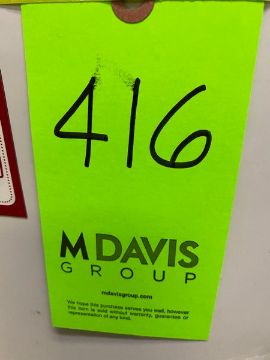 416
M DAVIS
GROUP
mdavisgroup.com
We hope this purchase serves you well, however
this item is sold without warranty, guarantee or
representation of any kind.